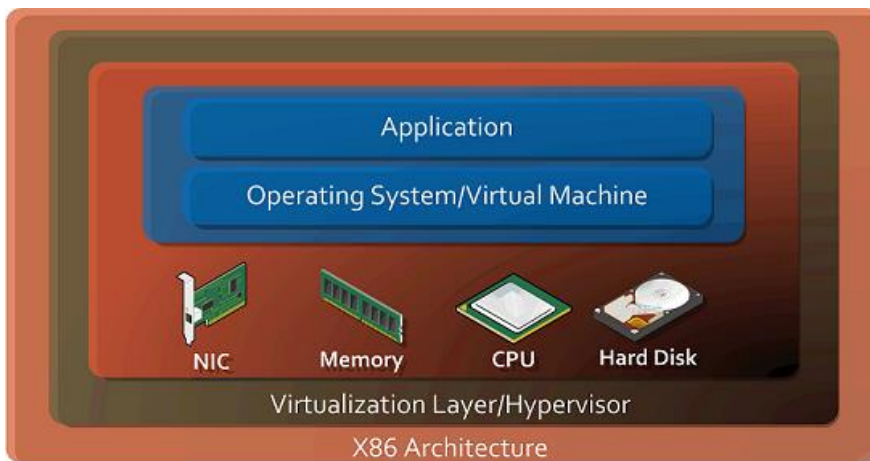 Application
Operating System/Virtual Machine
NIC
Memory
CPU
Hard Disk
Virtualization Layer/Hypervisor
X86 Architecture